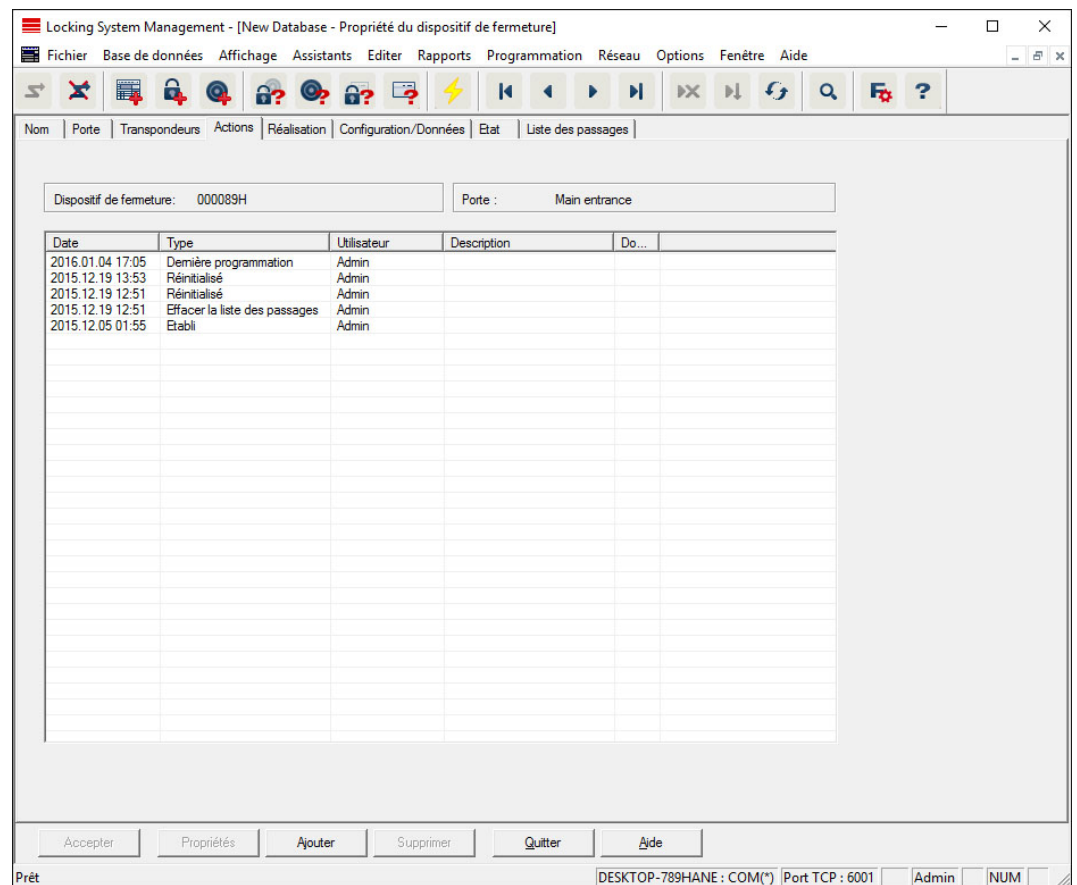 Locking System Management - [New Database - Propriété du dispositif de fermeture]
Fichier Base de données Affichage Assistants Editer Rapports Programmation Réseau Options Fenêtre Aide
Nom Porte Transpondeurs Actions Réalisation Configuration/Données Etat Liste des passages
Dispositif de fermeture: 000089H Porte : Main entrance
Date Type Utilisateur Description Do...
2016.01.04 17:05 Dernière programmation Admin
2015.12.19 13:53 Réinitialisé Admin
2015.12.19 12:51 Réinitialisé Admin
2015.12.19 12:51 Effacer la liste des passages Admin
2015.12.05 01:55 Etabli Admin
Accepter Propriétés Ajouter Supprimer Quitter Aide
Prêt DESKTOP-789HANE : COM(*) Port TCP : 6001 Admin NUM